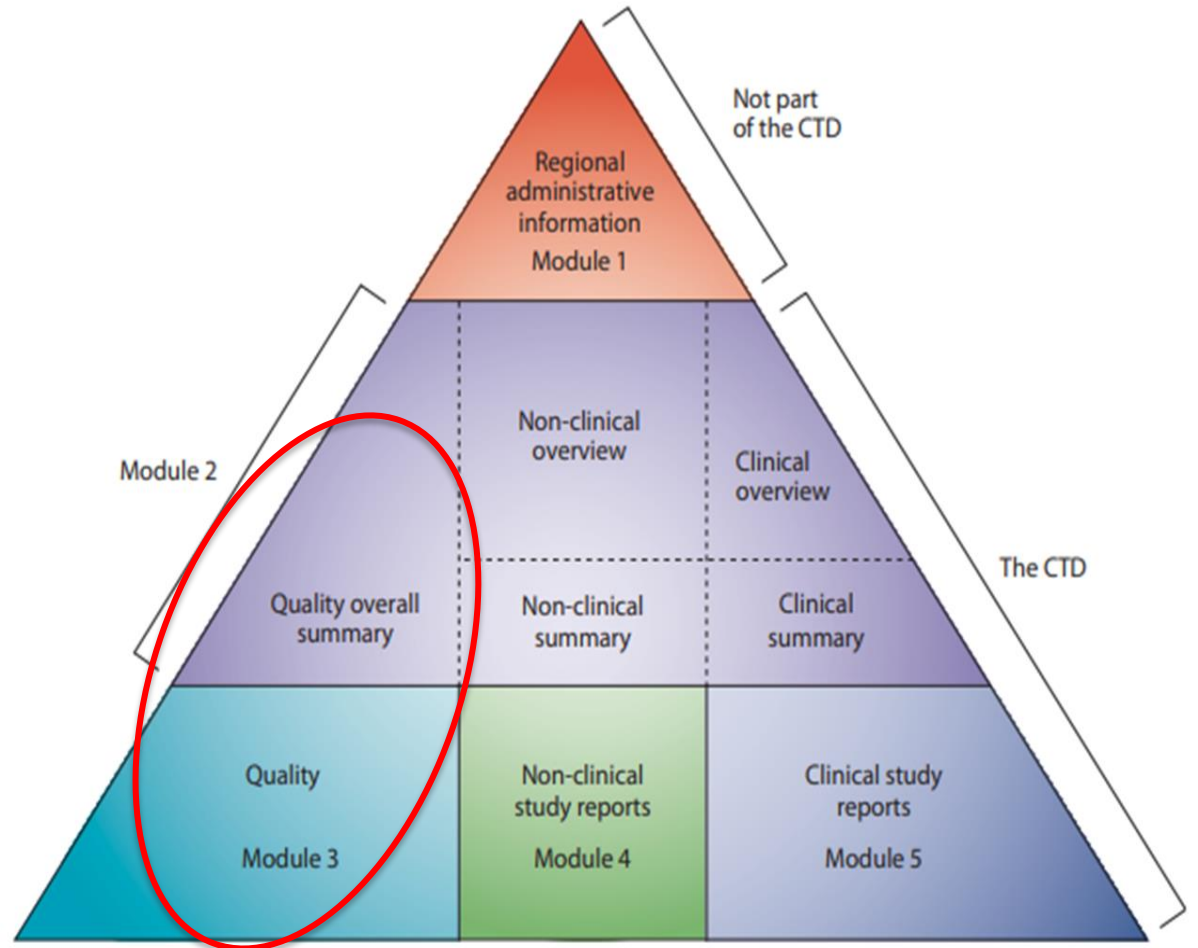 Not part
of the CTD
Regional
administrative
information
Module 1
Module 2
Non-clinical
overview
Clinical
overview
The CTD
Quality overall
summary
Non-clinical
summary
Clinical
summary
Quality
Module 3
Non-clinical
study reports
Module 4
Clinical study
reports
Module 5